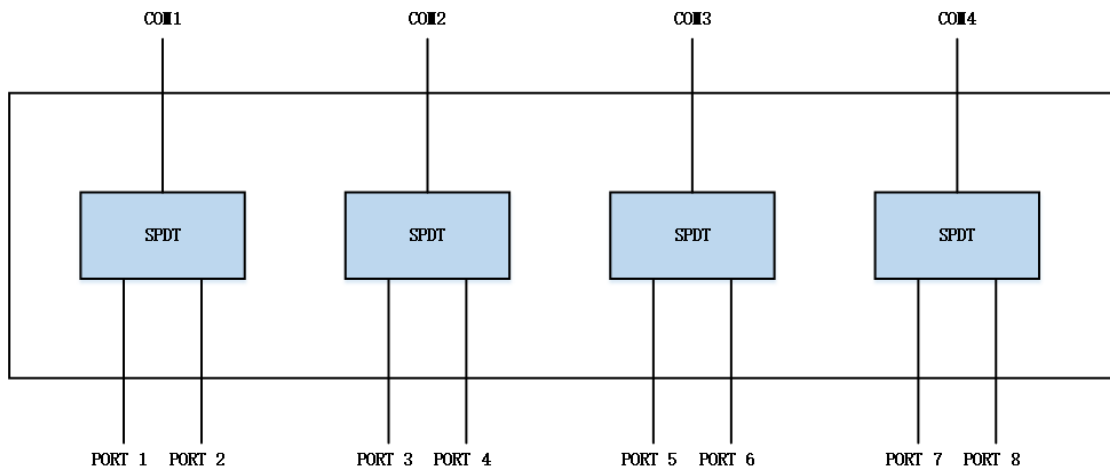 COM1 COM2 COM3 COM4
SPDT SPDT SPDT SPDT
PORT 1 PORT 2 PORT 3 PORT 4 PORT 5 PORT 6 PORT 7 PORT 8